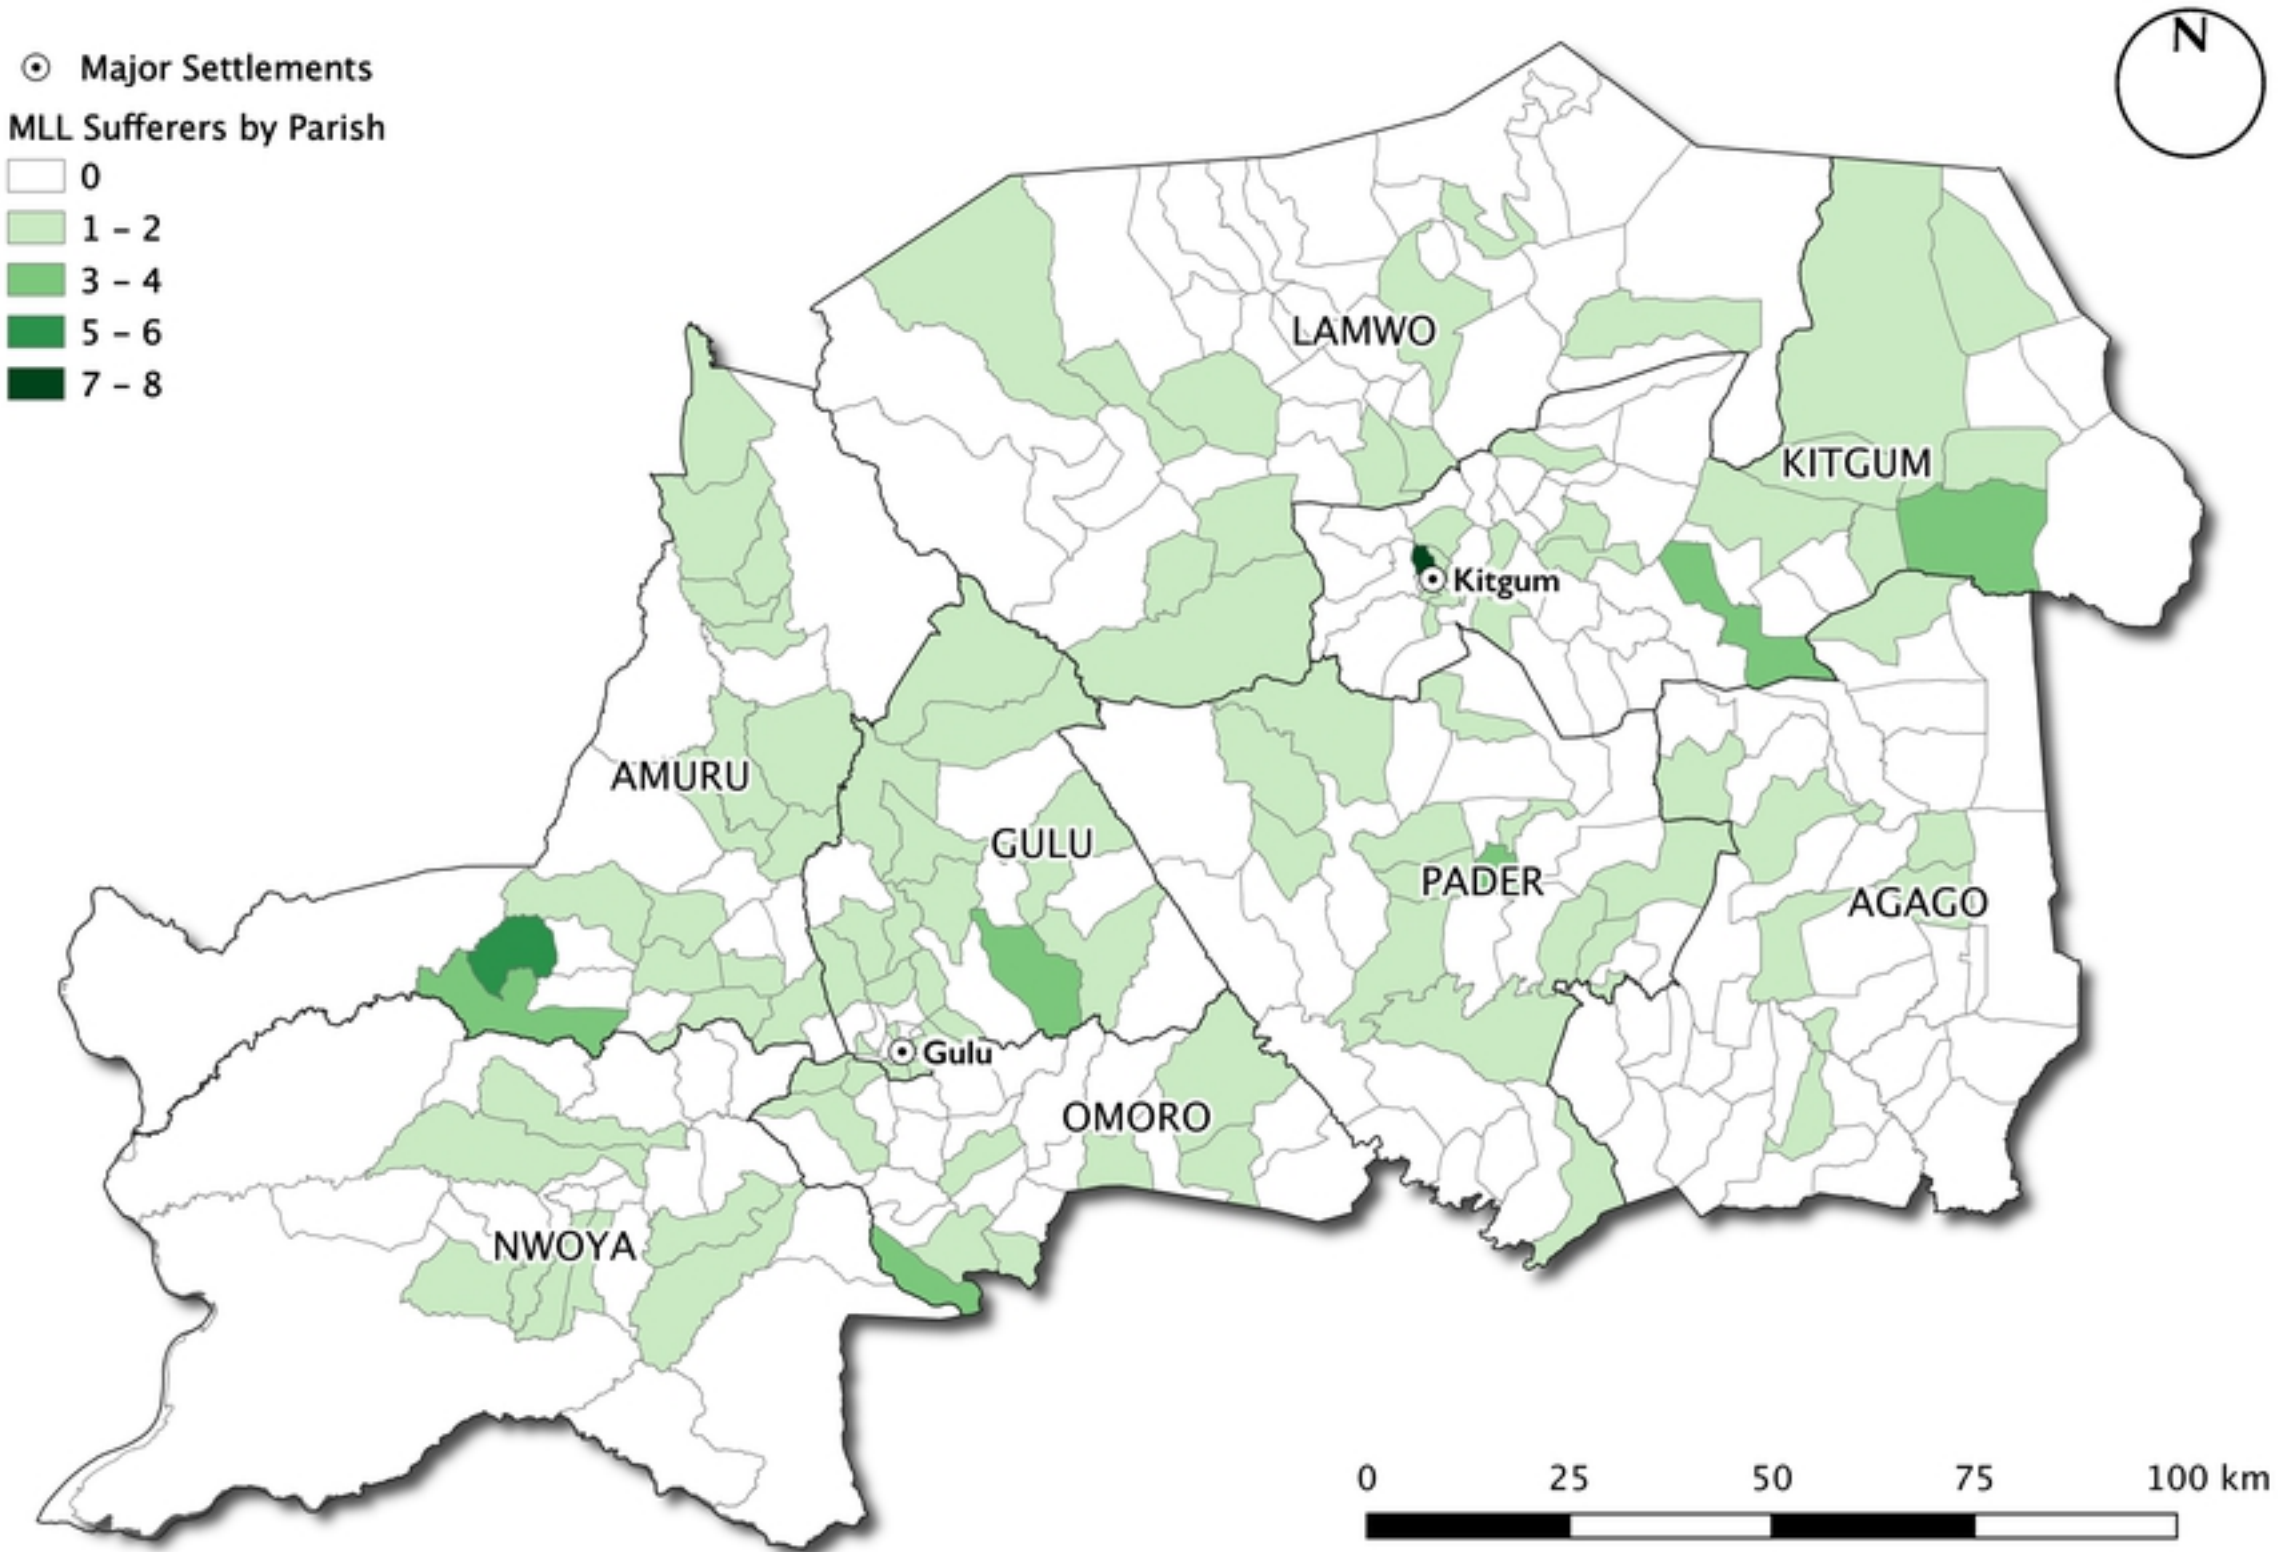 N
Major Settlements
MLL Sufferers by Parish
0
1 – 2
3 – 4
5 – 6
7 – 8
LAMWO
KITGUM
Kitgum
AMURU
GULU
PADER
AGAGO
Gulu
OMORO
NWOYA
0 25 50 75 100 km